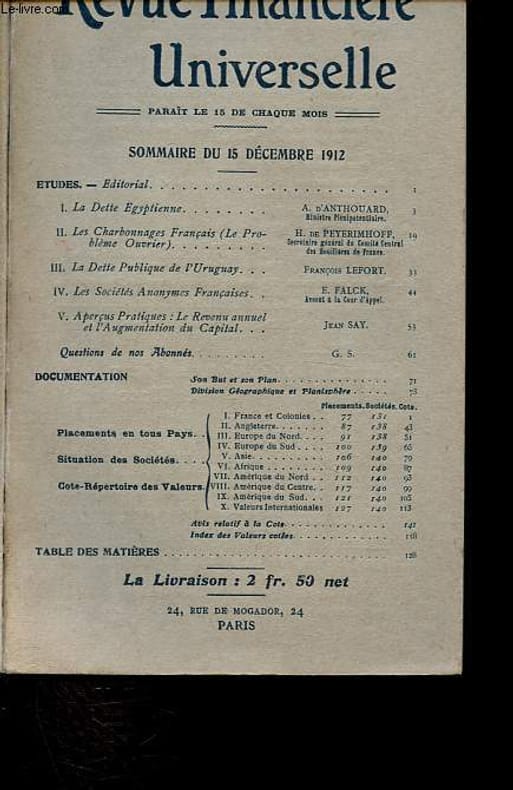 Le-livre.com
Revue Financière
Universelle
PARAÎT LE 15 DE CHAQUE MOIS
SOMMAIRE DU 15 DÉCEMBRE 1912
ETUDES. — Editorial. . . . . . . . . . . . . . . . . . . 1
I. La Dette Egyptienne. . . . . . . . A. D'ANTHOUARD, 3
Ministre Plénipotentiaire.
II. Les Charbonnages Français (Le Pro- H. DE PEYERIMHOFF, 19
blème Ouvrier). . . . . . . . . Secrétaire général du Comité Central
des Houillères de France.
III. La Dette Publique de l'Uruguay. . . FRANÇOIS LEFORT. 33
IV. Les Sociétés Anonymes Françaises. . E. FALCK, 44
Avocat à la Cour d'Appel.
V. Aperçus Pratiques : Le Revenu annuel
et l'Augmentation du Capital. . . JEAN SAY. 53
Questions de nos Abonnés. . . . . . . . . G. S. 61
DOCUMENTATION Son But et son Plan. . . . . . . . . . . . . . 71
Division Géographique et Planisphère . . . . . 75
Placements. Sociétés. Cote.
I. France et Colonies . . 77 131 1
II. Angleterre. . . . . . . 87 138 43
Placements en tous Pays. . III. Europe du Nord. . . . 91 138 51
IV. Europe du Sud . . . . 100 139 65
Situation des Sociétés. . . . V. Asie. . . . . . . . . . 106 140 79
VI. Afrique . . . . . . . . 109 140 87
VII. Amérique du Nord . . 112 140 93
Cote-Répertoire des Valeurs. VIII. Amérique du Centre. . 117 140 99
IX. Amérique du Sud. . . 121 140 105
X. Valeurs Internationales 127 140 113
Avis relatif à la Cote. . . . . . . . . . . . . . 141
Index des Valeurs cotées. . . . . . . . . . . . 118
TABLE DES MATIÈRES . . . . . . . . . . . . . . . . . . . . 128
La Livraison : 2 fr. 50 net
24, RUE DE MOGADOR, 24
PARIS